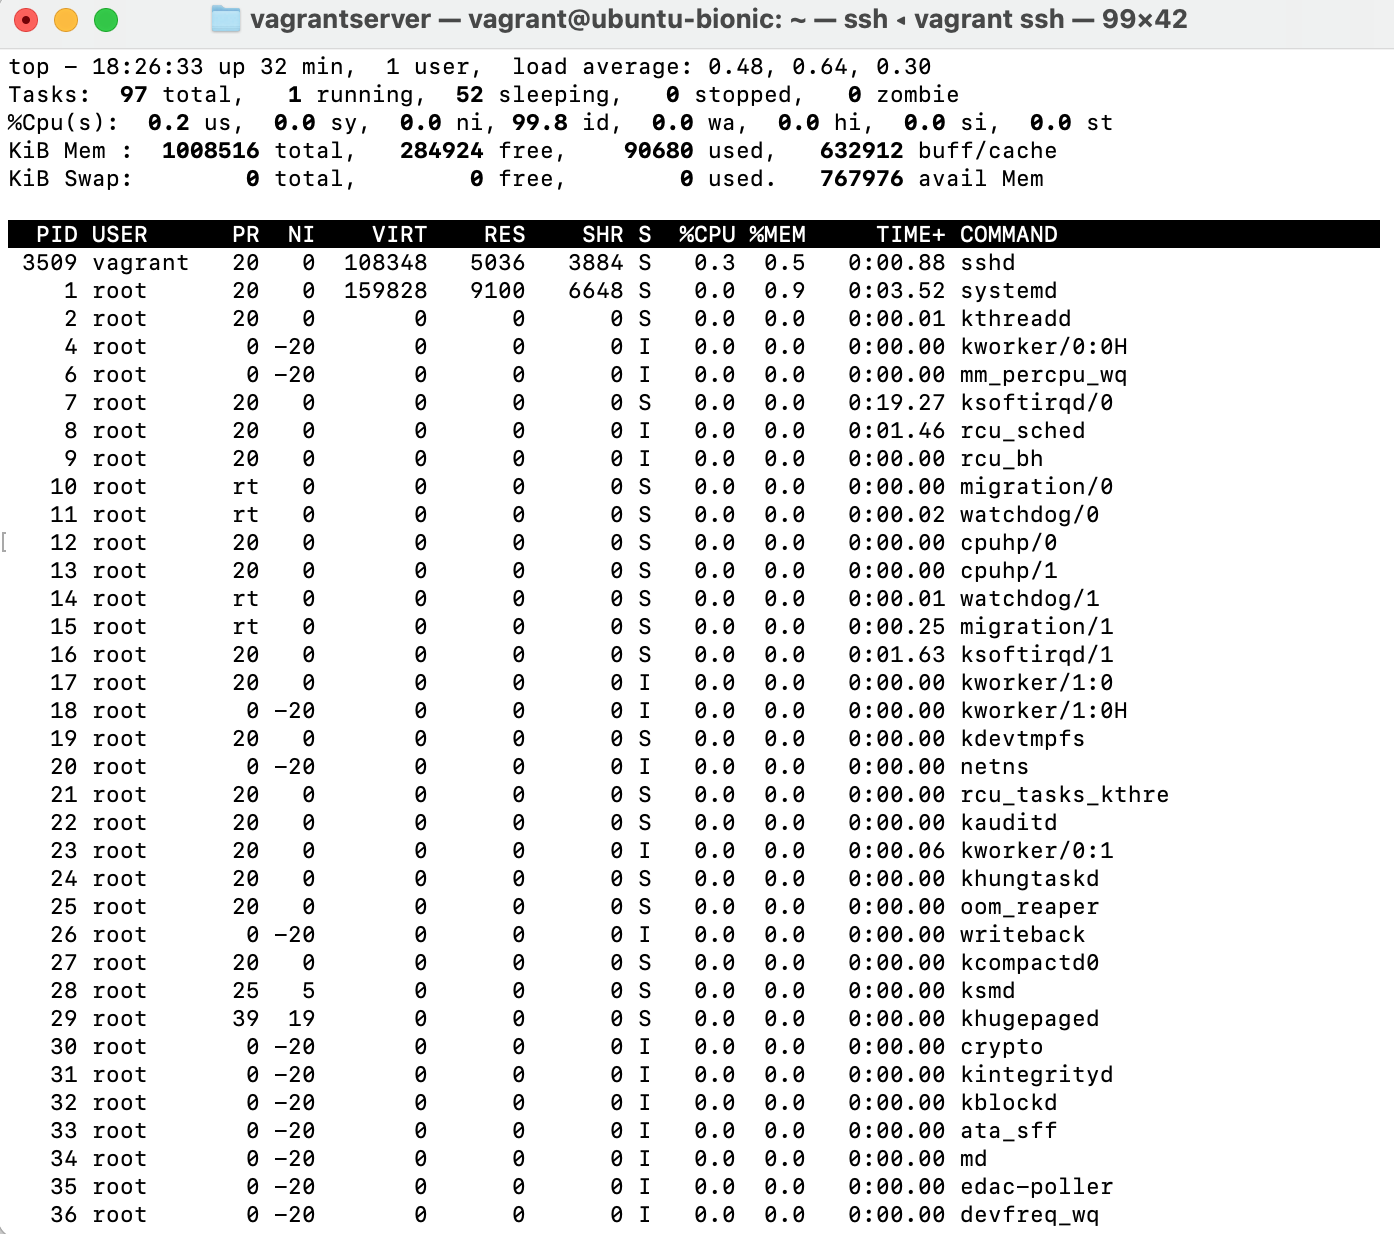 vagrantserver — vagrant@ubuntu-bionic: ~ — ssh ◂ vagrant ssh — 99×42
top - 18:26:33 up 32 min,  1 user,  load average: 0.48, 0.64, 0.30
Tasks:  97 total,   1 running,  52 sleeping,   0 stopped,   0 zombie
%Cpu(s):  0.2 us,  0.0 sy,  0.0 ni, 99.8 id,  0.0 wa,  0.0 hi,  0.0 si,  0.0 st
KiB Mem :  1008516 total,   284924 free,    90680 used,   632912 buff/cache
KiB Swap:        0 total,        0 free,        0 used.   767976 avail Mem
  PID USER      PR  NI    VIRT    RES    SHR S  %CPU %MEM     TIME+ COMMAND
 3509 vagrant   20   0  108348   5036   3884 S   0.3  0.5   0:00.88 sshd
    1 root      20   0  159828   9100   6648 S   0.0  0.9   0:03.52 systemd
    2 root      20   0       0      0      0 S   0.0  0.0   0:00.01 kthreadd
    4 root       0 -20       0      0      0 I   0.0  0.0   0:00.00 kworker/0:0H
    6 root       0 -20       0      0      0 I   0.0  0.0   0:00.00 mm_percpu_wq
    7 root      20   0       0      0      0 S   0.0  0.0   0:19.27 ksoftirqd/0
    8 root      20   0       0      0      0 I   0.0  0.0   0:01.46 rcu_sched
    9 root      20   0       0      0      0 I   0.0  0.0   0:00.00 rcu_bh
   10 root      rt   0       0      0      0 S   0.0  0.0   0:00.00 migration/0
   11 root      rt   0       0      0      0 S   0.0  0.0   0:00.02 watchdog/0
[  12 root      20   0       0      0      0 S   0.0  0.0   0:00.00 cpuhp/0
   13 root      20   0       0      0      0 S   0.0  0.0   0:00.00 cpuhp/1
   14 root      rt   0       0      0      0 S   0.0  0.0   0:00.01 watchdog/1
   15 root      rt   0       0      0      0 S   0.0  0.0   0:00.25 migration/1
   16 root      20   0       0      0      0 S   0.0  0.0   0:01.63 ksoftirqd/1
   17 root      20   0       0      0      0 I   0.0  0.0   0:00.00 kworker/1:0
   18 root       0 -20       0      0      0 I   0.0  0.0   0:00.00 kworker/1:0H
   19 root      20   0       0      0      0 S   0.0  0.0   0:00.00 kdevtmpfs
   20 root       0 -20       0      0      0 I   0.0  0.0   0:00.00 netns
   21 root      20   0       0      0      0 S   0.0  0.0   0:00.00 rcu_tasks_kthre
   22 root      20   0       0      0      0 S   0.0  0.0   0:00.00 kauditd
   23 root      20   0       0      0      0 I   0.0  0.0   0:00.06 kworker/0:1
   24 root      20   0       0      0      0 S   0.0  0.0   0:00.00 khungtaskd
   25 root      20   0       0      0      0 S   0.0  0.0   0:00.00 oom_reaper
   26 root       0 -20       0      0      0 I   0.0  0.0   0:00.00 writeback
   27 root      20   0       0      0      0 S   0.0  0.0   0:00.00 kcompactd0
   28 root      25   5       0      0      0 S   0.0  0.0   0:00.00 ksmd
   29 root      39  19       0      0      0 S   0.0  0.0   0:00.00 khugepaged
   30 root       0 -20       0      0      0 I   0.0  0.0   0:00.00 crypto
   31 root       0 -20       0      0      0 I   0.0  0.0   0:00.00 kintegrityd
   32 root       0 -20       0      0      0 I   0.0  0.0   0:00.00 kblockd
   33 root       0 -20       0      0      0 I   0.0  0.0   0:00.00 ata_sff
   34 root       0 -20       0      0      0 I   0.0  0.0   0:00.00 md
   35 root       0 -20       0      0      0 I   0.0  0.0   0:00.00 edac-poller
   36 root       0 -20       0      0      0 I   0.0  0.0   0:00.00 devfreq_wq